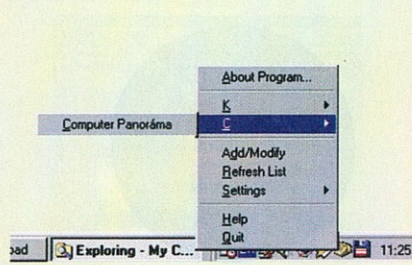 About Program...
K
Computer Panoráma
C
Add/Modify
Refresh List
Settings
Help
Quit
Exploring - My C...
11:25